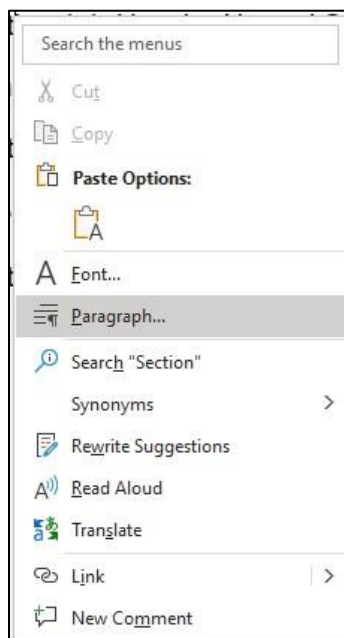 Search the menus
Cut
Copy
Paste Options:
Font...
Paragraph...
Search "Section"
Synonyms
Rewrite Suggestions
Read Aloud
Translate
Link
New Comment